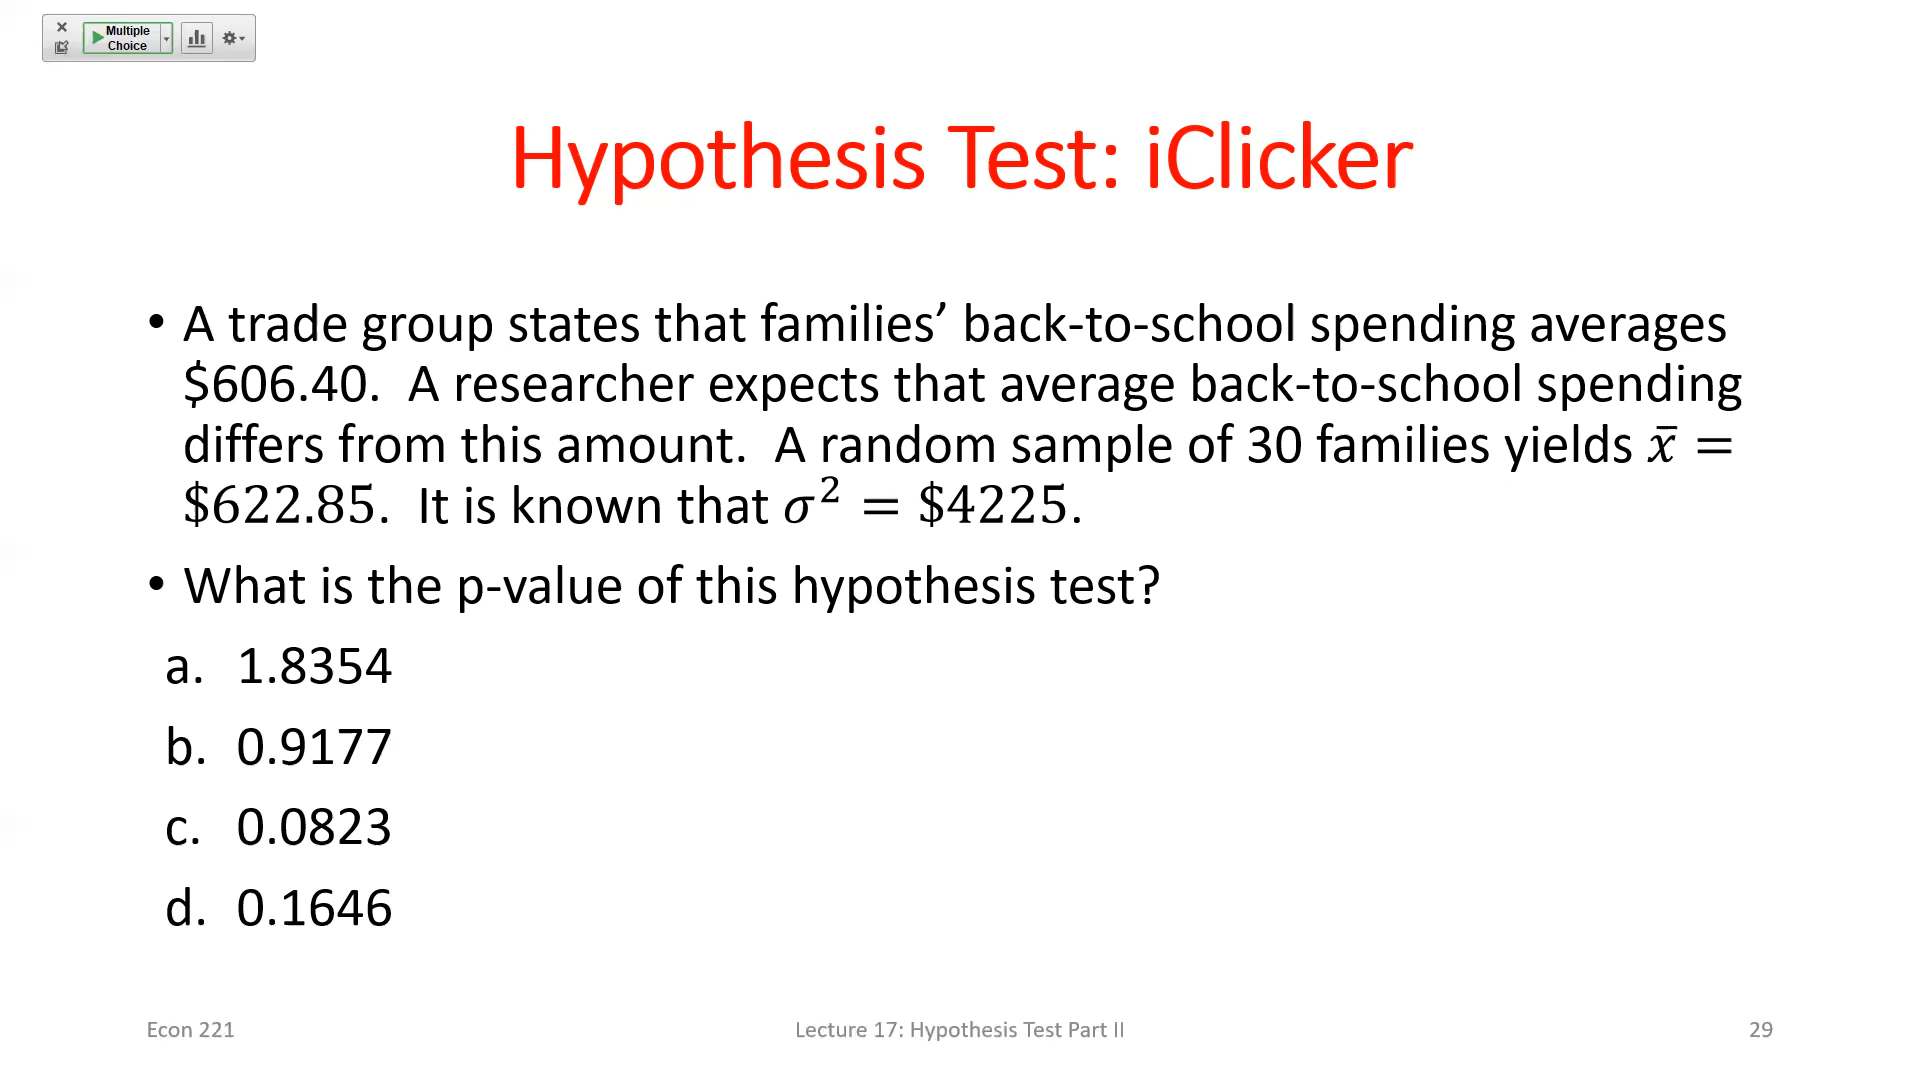 Multiple
Choice
Hypothesis Test: iClicker
• A trade group states that families’ back-to-school spending averages
$606.40.  A researcher expects that average back-to-school spending
differs from this amount.  A random sample of 30 families yields x̄ =
$622.85.  It is known that σ² = $4225.
• What is the p-value of this hypothesis test?
a. 1.8354
b. 0.9177
c. 0.0823
d. 0.1646
Econ 221
Lecture 17: Hypothesis Test Part II
29